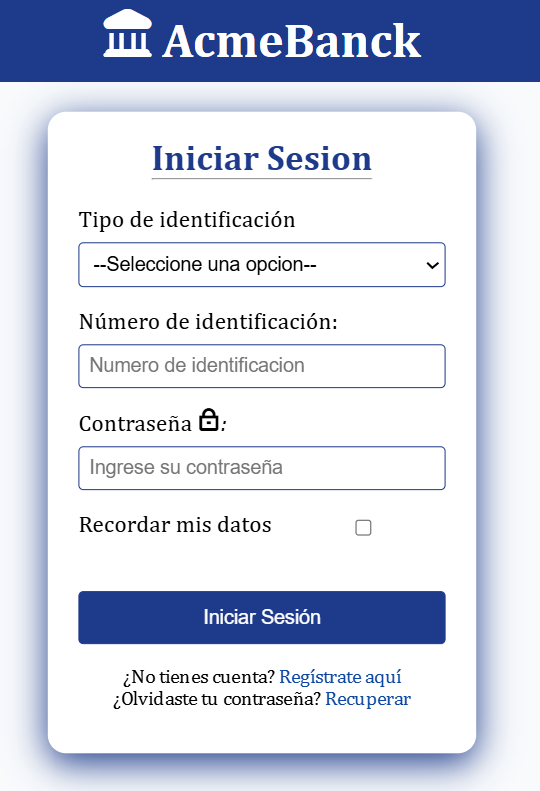 AcmeBanck
Iniciar Sesion
Tipo de identificación
--Seleccione una opcion--
Número de identificación:
Numero de identificacion
Contraseña :
Ingrese su contraseña
Recordar mis datos
Iniciar Sesión
¿No tienes cuenta? Regístrate aquí
¿Olvidaste tu contraseña? Recuperar